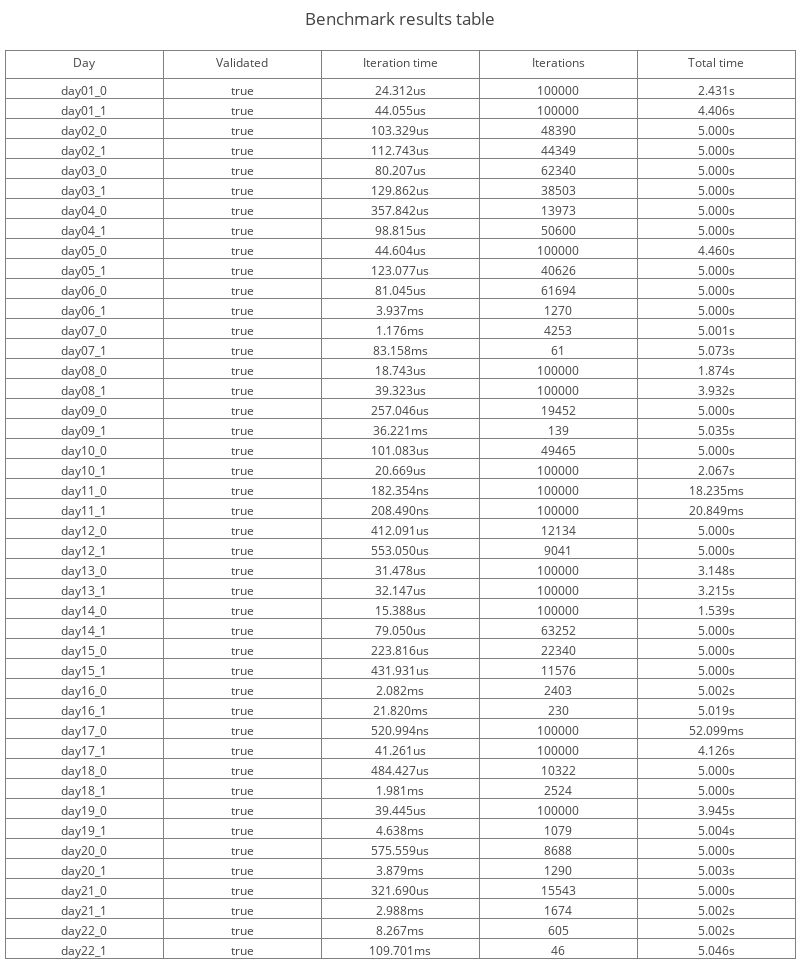 Benchmark results table
Day Validated Iteration time Iterations Total time
day01_0 true 24.312us 100000 2.431s
day01_1 true 44.055us 100000 4.406s
day02_0 true 103.329us 48390 5.000s
day02_1 true 112.743us 44349 5.000s
day03_0 true 80.207us 62340 5.000s
day03_1 true 129.862us 38503 5.000s
day04_0 true 357.842us 13973 5.000s
day04_1 true 98.815us 50600 5.000s
day05_0 true 44.604us 100000 4.460s
day05_1 true 123.077us 40626 5.000s
day06_0 true 81.045us 61694 5.000s
day06_1 true 3.937ms 1270 5.000s
day07_0 true 1.176ms 4253 5.001s
day07_1 true 83.158ms 61 5.073s
day08_0 true 18.743us 100000 1.874s
day08_1 true 39.323us 100000 3.932s
day09_0 true 257.046us 19452 5.000s
day09_1 true 36.221ms 139 5.035s
day10_0 true 101.083us 49465 5.000s
day10_1 true 20.669us 100000 2.067s
day11_0 true 182.354ns 100000 18.235ms
day11_1 true 208.490ns 100000 20.849ms
day12_0 true 412.091us 12134 5.000s
day12_1 true 553.050us 9041 5.000s
day13_0 true 31.478us 100000 3.148s
day13_1 true 32.147us 100000 3.215s
day14_0 true 15.388us 100000 1.539s
day14_1 true 79.050us 63252 5.000s
day15_0 true 223.816us 22340 5.000s
day15_1 true 431.931us 11576 5.000s
day16_0 true 2.082ms 2403 5.002s
day16_1 true 21.820ms 230 5.019s
day17_0 true 520.994ns 100000 52.099ms
day17_1 true 41.261us 100000 4.126s
day18_0 true 484.427us 10322 5.000s
day18_1 true 1.981ms 2524 5.000s
day19_0 true 39.445us 100000 3.945s
day19_1 true 4.638ms 1079 5.004s
day20_0 true 575.559us 8688 5.000s
day20_1 true 3.879ms 1290 5.003s
day21_0 true 321.690us 15543 5.000s
day21_1 true 2.988ms 1674 5.002s
day22_0 true 8.267ms 605 5.002s
day22_1 true 109.701ms 46 5.046s